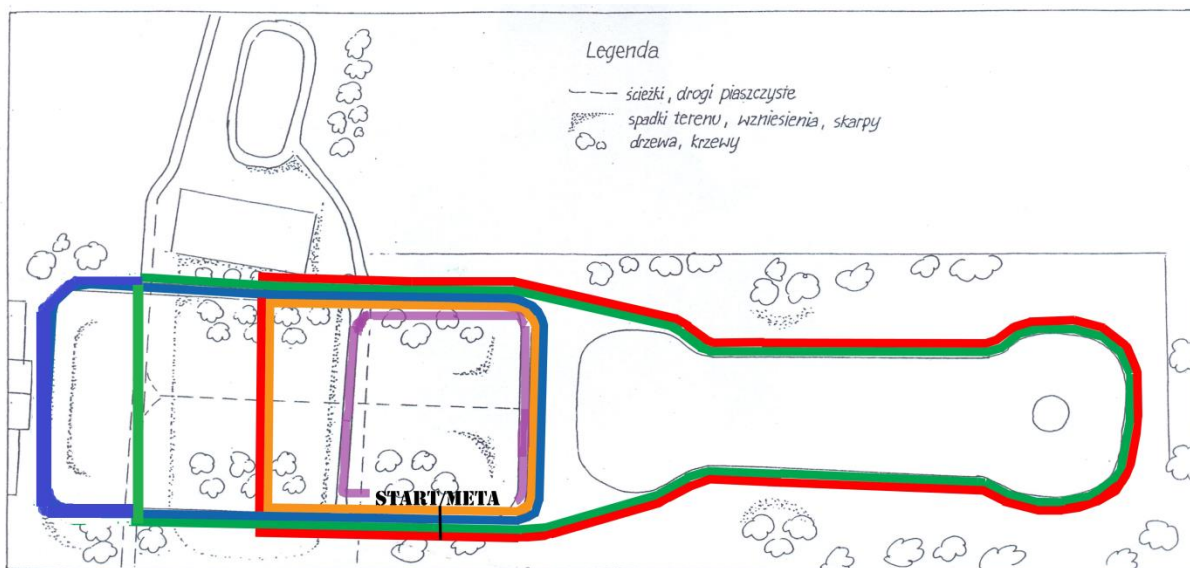 Legenda
ścieżki, drogi piaszczyste
spadki terenu, wzniesienia, skarpy
drzewa, krzewy
START/META